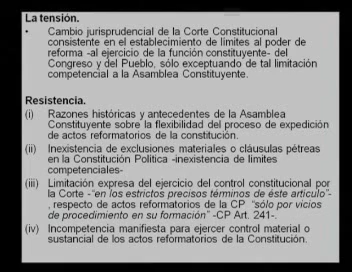 La tensión.
• Cambio jurisprudencial de la Corte Constitucional
consistente en el establecimiento de límites al poder de
reforma -al ejercicio de la función constituyente- del
Congreso y del Pueblo, sólo exceptuando de tal limitación
competencial a la Asamblea Constituyente.
Resistencia.
(i) Razones históricas y antecedentes de la Asamblea
Constituyente sobre la flexibilidad del proceso de expedición
de actos reformatorios de la constitución.
(ii) Inexistencia de exclusiones materiales o cláusulas pétreas
en la Constitución Política -inexistencia de límites
competenciales-
(iii) Limitación expresa del ejercicio del control constitucional por
la Corte -"en los estrictos precisos términos de éste artículo"-
, respecto de actos reformatorios de la CP "sólo por vicios
de procedimiento en su formación" -CP Art. 241-.
(iv) Incompetencia manifiesta para ejercer control material o
sustancial de los actos reformatorios de la Constitución.